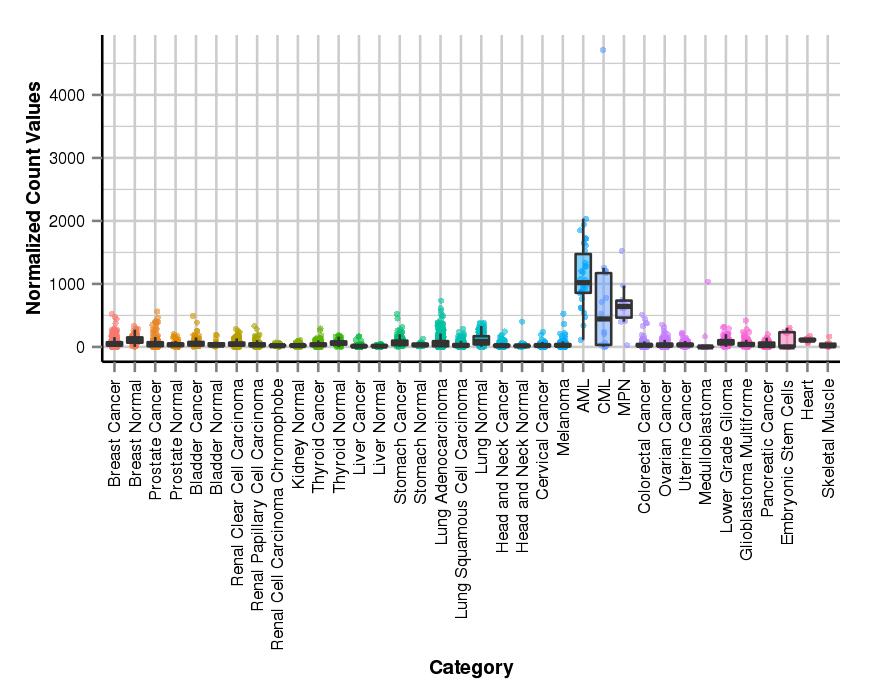 Normalized Count Values
4000
3000
2000
1000
0
Breast Cancer
Breast Normal
Prostate Cancer
Prostate Normal
Bladder Cancer
Bladder Normal
Renal Clear Cell Carcinoma
Renal Papillary Cell Carcinoma
Renal Cell Carcinoma Chromophobe
Kidney Normal
Thyroid Cancer
Thyroid Normal
Liver Cancer
Liver Normal
Stomach Cancer
Stomach Normal
Lung Adenocarcinoma
Lung Squamous Cell Carcinoma
Lung Normal
Head and Neck Cancer
Head and Neck Normal
Cervical Cancer
Melanoma
AML
CML
MPN
Colorectal Cancer
Ovarian Cancer
Uterine Cancer
Medulloblastoma
Lower Grade Glioma
Glioblastoma Multiforme
Pancreatic Cancer
Embryonic Stem Cells
Heart
Skeletal Muscle
Category